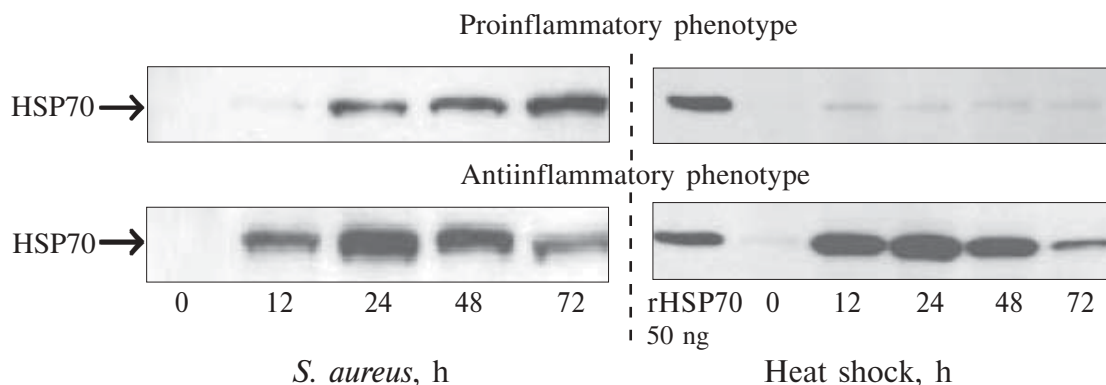 Proinflammatory phenotype
HSP70
Antiinflammatory phenotype
HSP70
0 12 24 48 72 rHSP70 0 12 24 48 72
50 ng
S. aureus, h Heat shock, h